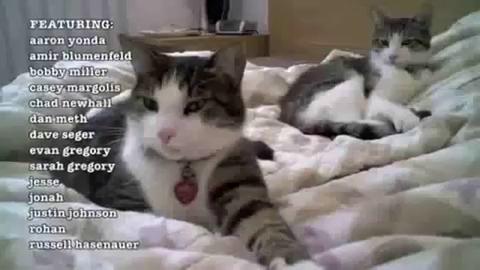 FEATURING:
aaron yonda
amir blumenfeld
bobby miller
casey margolis
chad newhall
dan meth
dave seger
evan gregory
sarah gregory
jesse
jonah
justin johnson
rohan
russell hasenauer